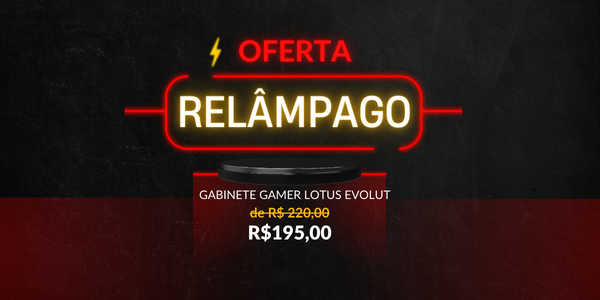 OFERTA
RELÂMPAGO
GABINETE GAMER LOTUS EVOLUT
de R$ 220,00
R$195,00